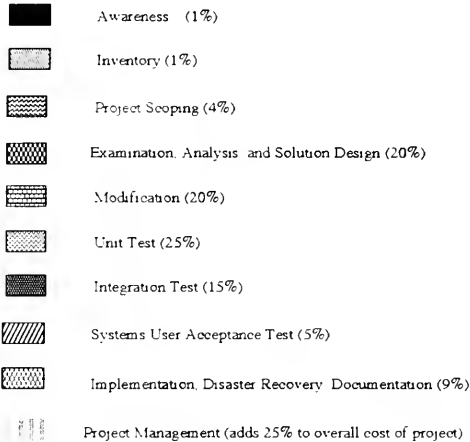 Awareness (1%)
Inventory (1%)
Project Scoping (4%)
Examination, Analysis and Solution Design (20%)
Modification (20%)
Unit Test (25%)
Integration Test (15%)
Systems User Acceptance Test (5%)
Implementation, Disaster Recovery Documentation (9%)
Project Management (adds 25% to overall cost of project)